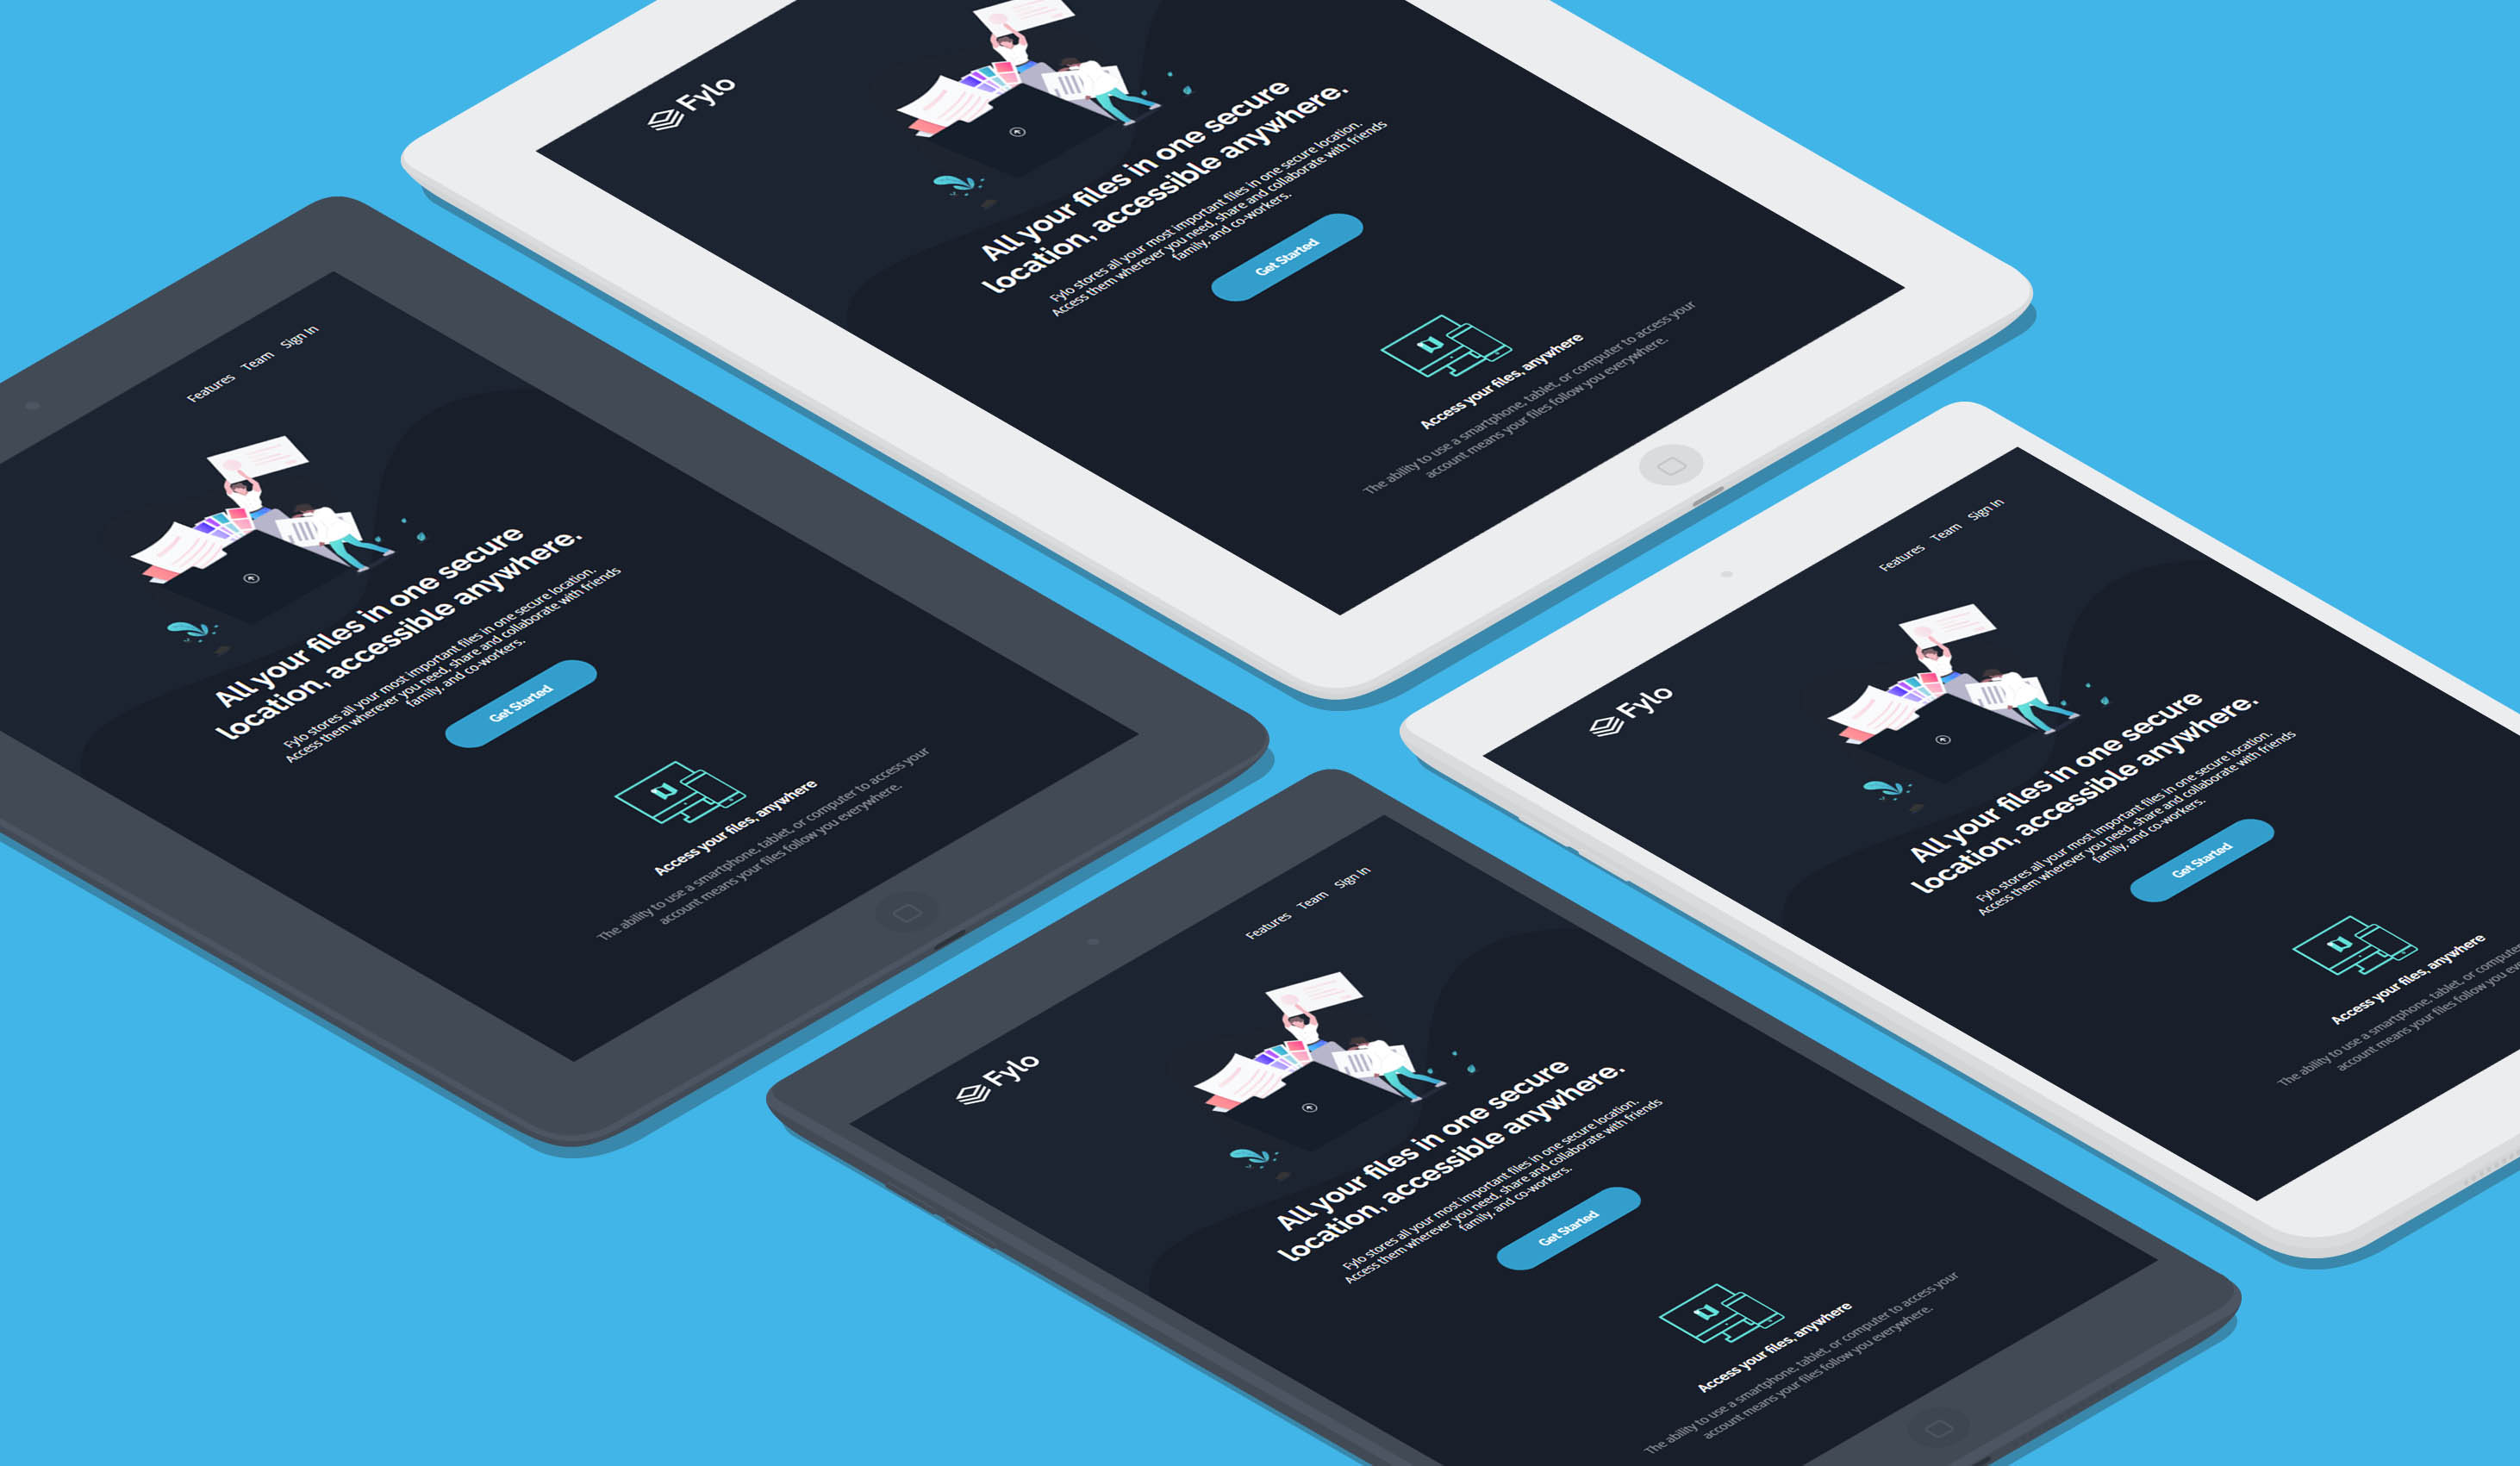 Fylo
All your files in one secure
location, accessible anywhere.
Fylo stores all your most important files in one secure location.
Access them wherever you need, share and collaborate with friends
family, and co-workers.
Get Started
Access your files, anywhere
The ability to use a smartphone, tablet, or computer to access your
account means your files follow you everywhere.
Features Team Sign In
All your files in one secure
location, accessible anywhere.
Fylo stores all your most important files in one secure location.
Access them wherever you need, share and collaborate with friends
family, and co-workers.
Get Started
Access your files, anywhere
The ability to use a smartphone, tablet, or computer to access your
account means your files follow you everywhere.
Features Team Sign In
Fylo
All your files in one secure
location, accessible anywhere.
Fylo stores all your most important files in one secure location.
Access them wherever you need, share and collaborate with friends
family, and co-workers.
Get Started
Access your files, anywhere
The ability to use a smartphone, tablet, or computer
account means your files follow you
Features Team Sign In
Fylo
All your files in one secure
location, accessible anywhere.
Fylo stores all your most important files in one secure location.
Access them wherever you need, share and collaborate with friends
family, and co-workers.
Get Started
Access your files, anywhere
The ability to use a smartphone, tablet, or computer to access your
account means your files follow you everywhere.